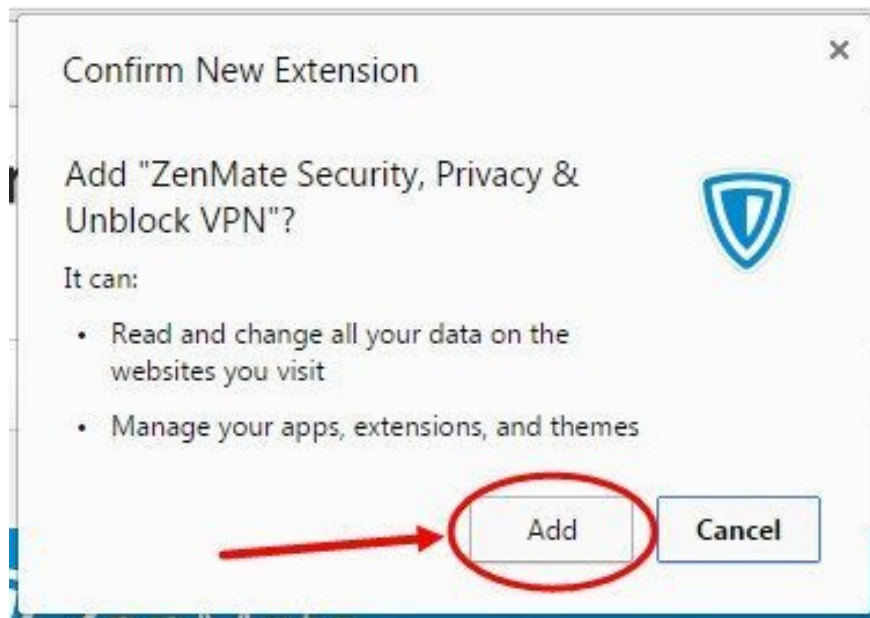 Confirm New Extension
Add "ZenMate Security, Privacy &
Unblock VPN"?
It can:
• Read and change all your data on the
websites you visit
• Manage your apps, extensions, and themes
Add
Cancel